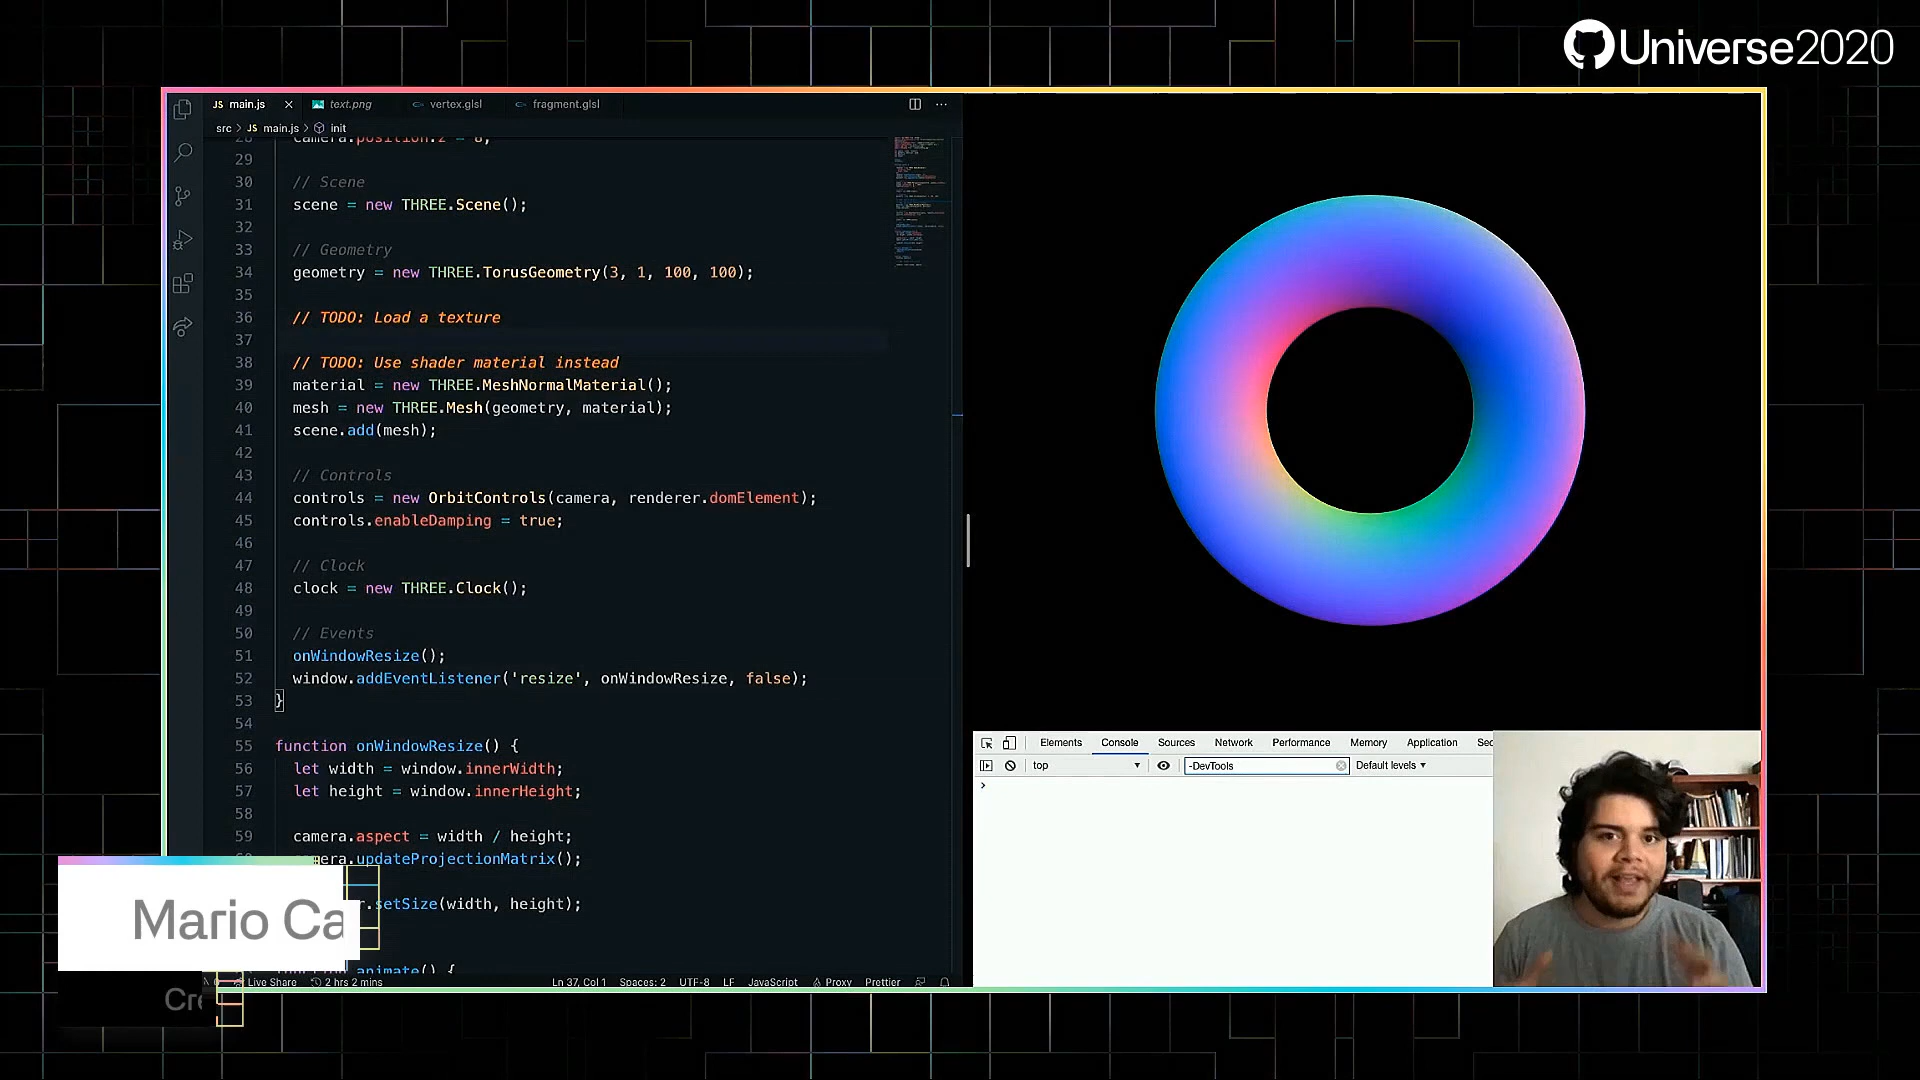 Universe2020
JS main.js
text.png
vertex.glsl
fragment.glsl
src > JS main.js > init
28 camera.position.z = 8;
29
30 // Scene
31 scene = new THREE.Scene();
32
33 // Geometry
34 geometry = new THREE.TorusGeometry(3, 1, 100, 100);
35
36 // TODO: Load a texture
37
38 // TODO: Use shader material instead
39 material = new THREE.MeshNormalMaterial();
40 mesh = new THREE.Mesh(geometry, material);
41 scene.add(mesh);
42
43 // Controls
44 controls = new OrbitControls(camera, renderer.domElement);
45 controls.enableDamping = true;
46
47 // Clock
48 clock = new THREE.Clock();
49
50 // Events
51 onWindowResize();
52 window.addEventListener('resize', onWindowResize, false);
53 }
54
55 function onWindowResize() {
56 let width = window.innerWidth;
57 let height = window.innerHeight;
58
59 camera.aspect = width / height;
mera.updateProjectionMatrix();
r.setSize(width, height);
animate() {
Live Share 2 hrs 2 mins Ln 37, Col 1 Spaces: 2 UTF-8 LF JavaScript Proxy Prettier
Elements Console Sources Network Performance Memory Application Sec
top -DevTools Default levels
Mario Ca
Cre